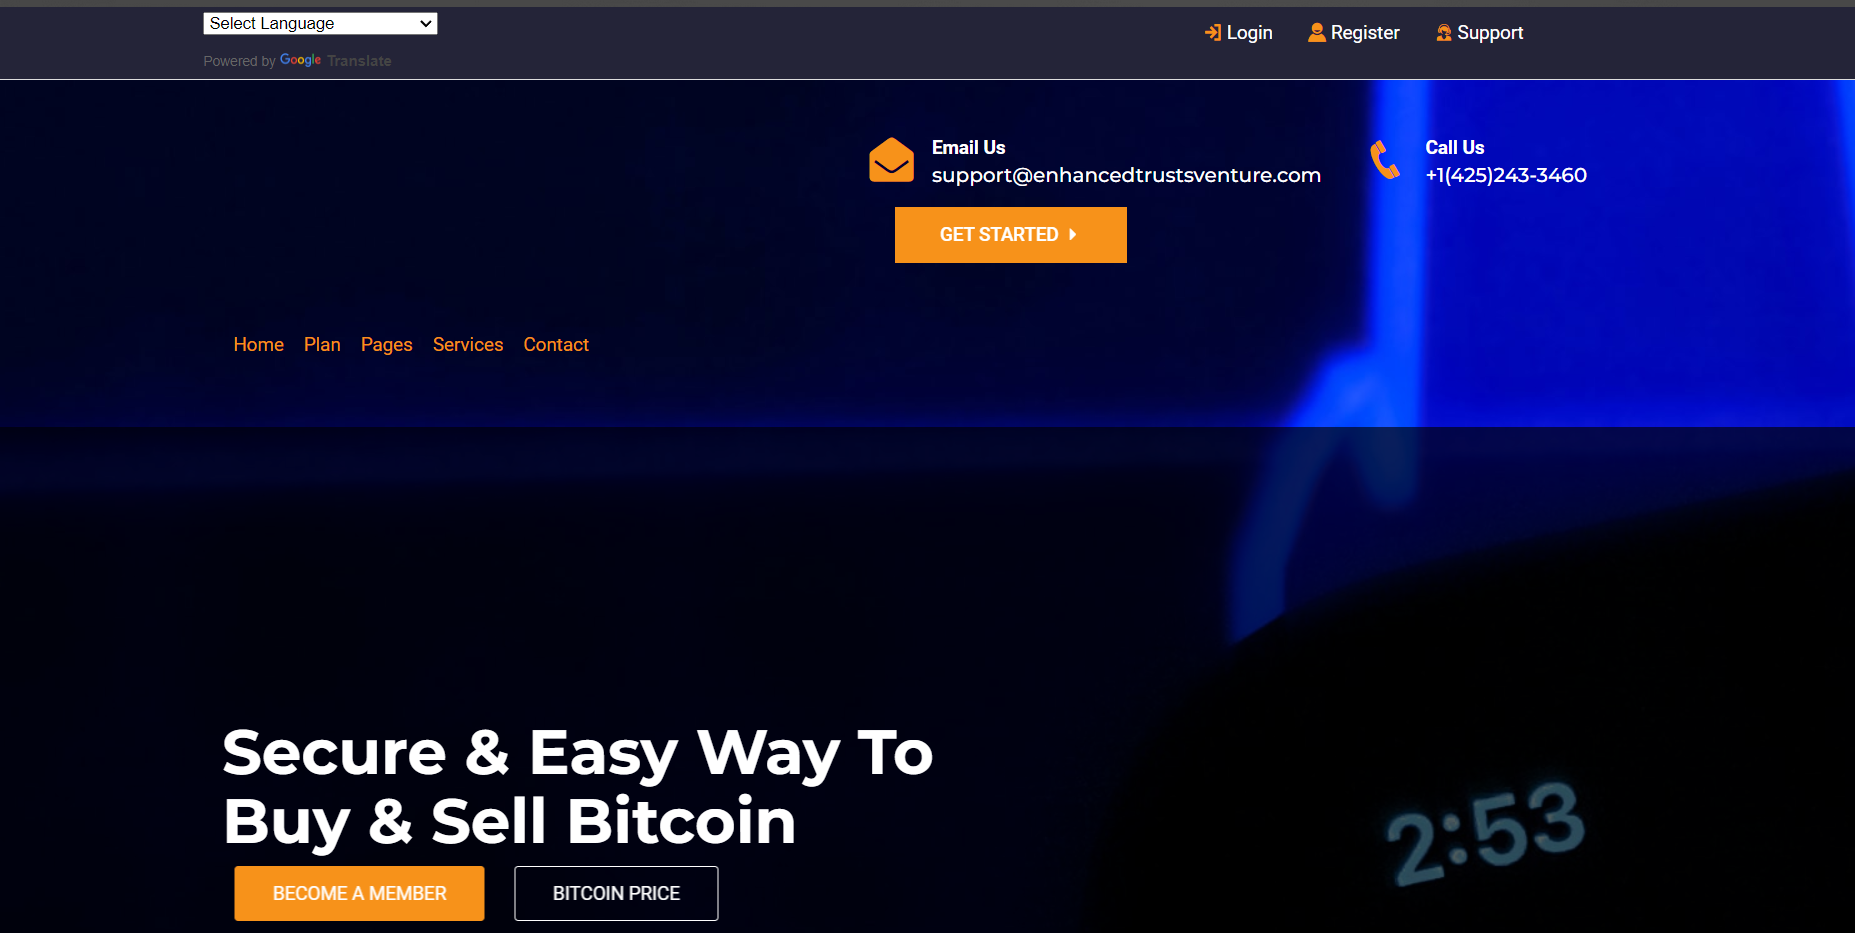 Select Language
Login
Register
Support
Powered by Google Translate
Email Us
support@enhancedtrustsventure.com
Call Us
+1(425)243-3460
GET STARTED
Home
Plan
Pages
Services
Contact
Secure & Easy Way To
Buy & Sell Bitcoin
BECOME A MEMBER
BITCOIN PRICE
2:53